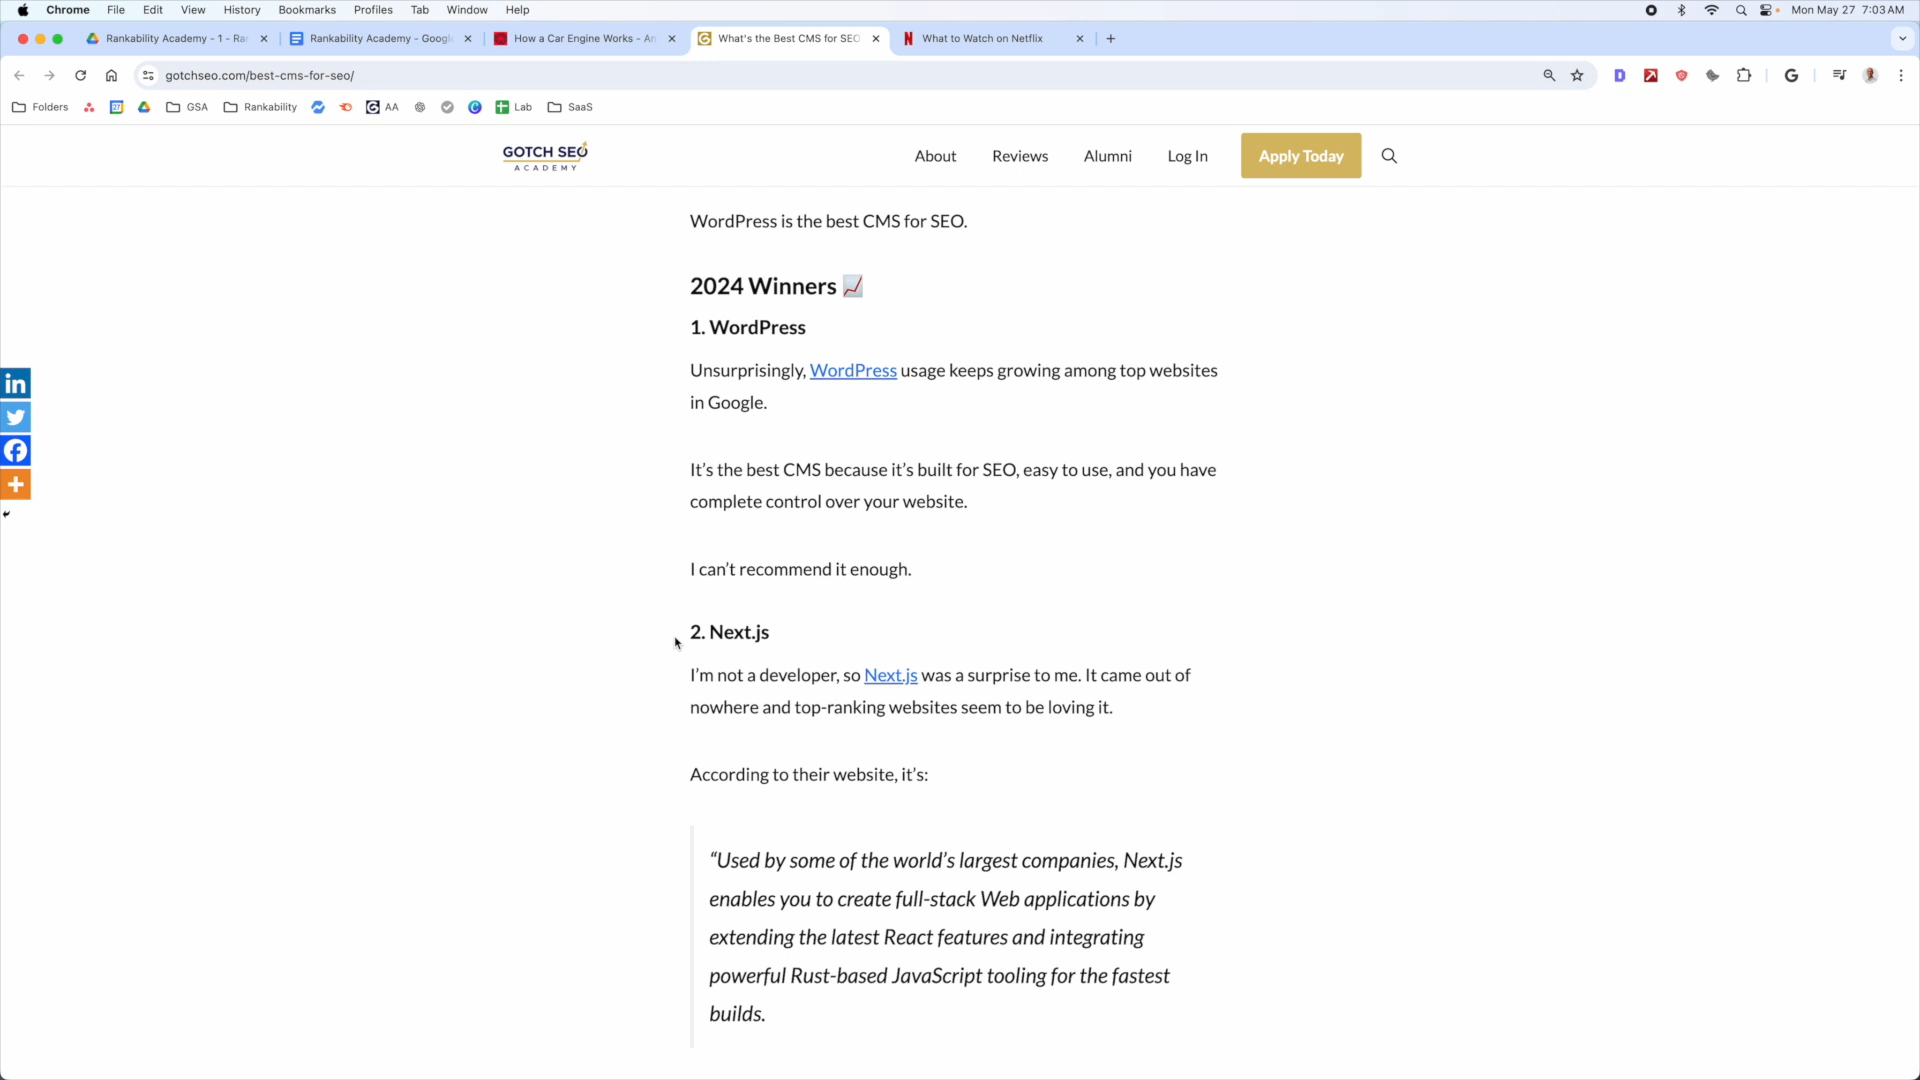 Chrome File Edit View History Bookmarks Profiles Tab Window Help Mon May 27 7:03 AM
Rankability Academy - 1 - Ra Rankability Academy - Google How a Car Engine Works - An What's the Best CMS for SEO What to Watch on Netflix
gotchseo.com/best-cms-for-seo/
Folders 27 GSA Rankability AA Lab SaaS
GOTCH SEO
ACADEMY
About Reviews Alumni Log In Apply Today
WordPress is the best CMS for SEO.
2024 Winners
1. WordPress
Unsurprisingly, WordPress usage keeps growing among top websites
in Google.
It’s the best CMS because it’s built for SEO, easy to use, and you have
complete control over your website.
I can’t recommend it enough.
2. Next.js
I’m not a developer, so Next.js was a surprise to me. It came out of
nowhere and top-ranking websites seem to be loving it.
According to their website, it’s:
“Used by some of the world’s largest companies, Next.js
enables you to create full-stack Web applications by
extending the latest React features and integrating
powerful Rust-based JavaScript tooling for the fastest
builds.